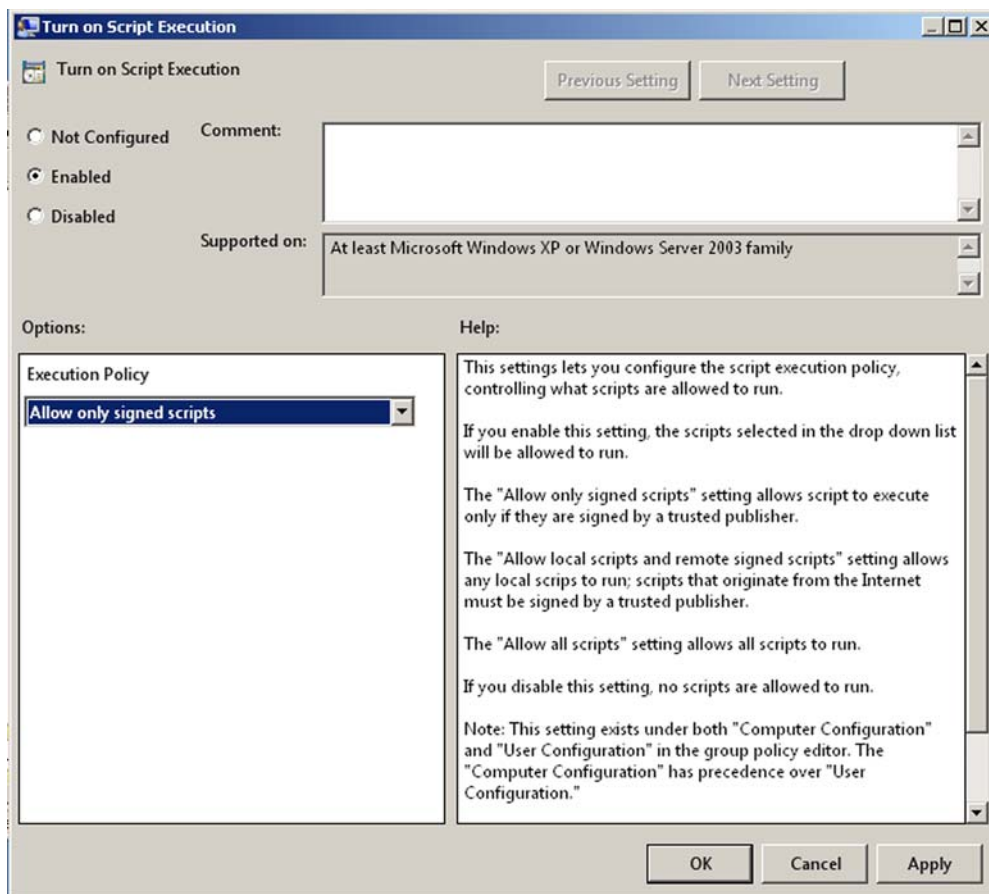 Turn on Script Execution
Turn on Script Execution
Previous Setting
Next Setting
Not Configured
Comment:
Enabled
Disabled
Supported on:
At least Microsoft Windows XP or Windows Server 2003 family
Options:
Help:
Execution Policy
Allow only signed scripts
This settings lets you configure the script execution policy,
controlling what scripts are allowed to run.
If you enable this setting, the scripts selected in the drop down list
will be allowed to run.
The "Allow only signed scripts" setting allows script to execute
only if they are signed by a trusted publisher.
The "Allow local scripts and remote signed scripts" setting allows
any local scrips to run; scripts that originate from the Internet
must be signed by a trusted publisher.
The "Allow all scripts" setting allows all scripts to run.
If you disable this setting, no scripts are allowed to run.
Note: This setting exists under both "Computer Configuration"
and "User Configuration" in the group policy editor. The
"Computer Configuration" has precedence over "User
Configuration."
OK
Cancel
Apply